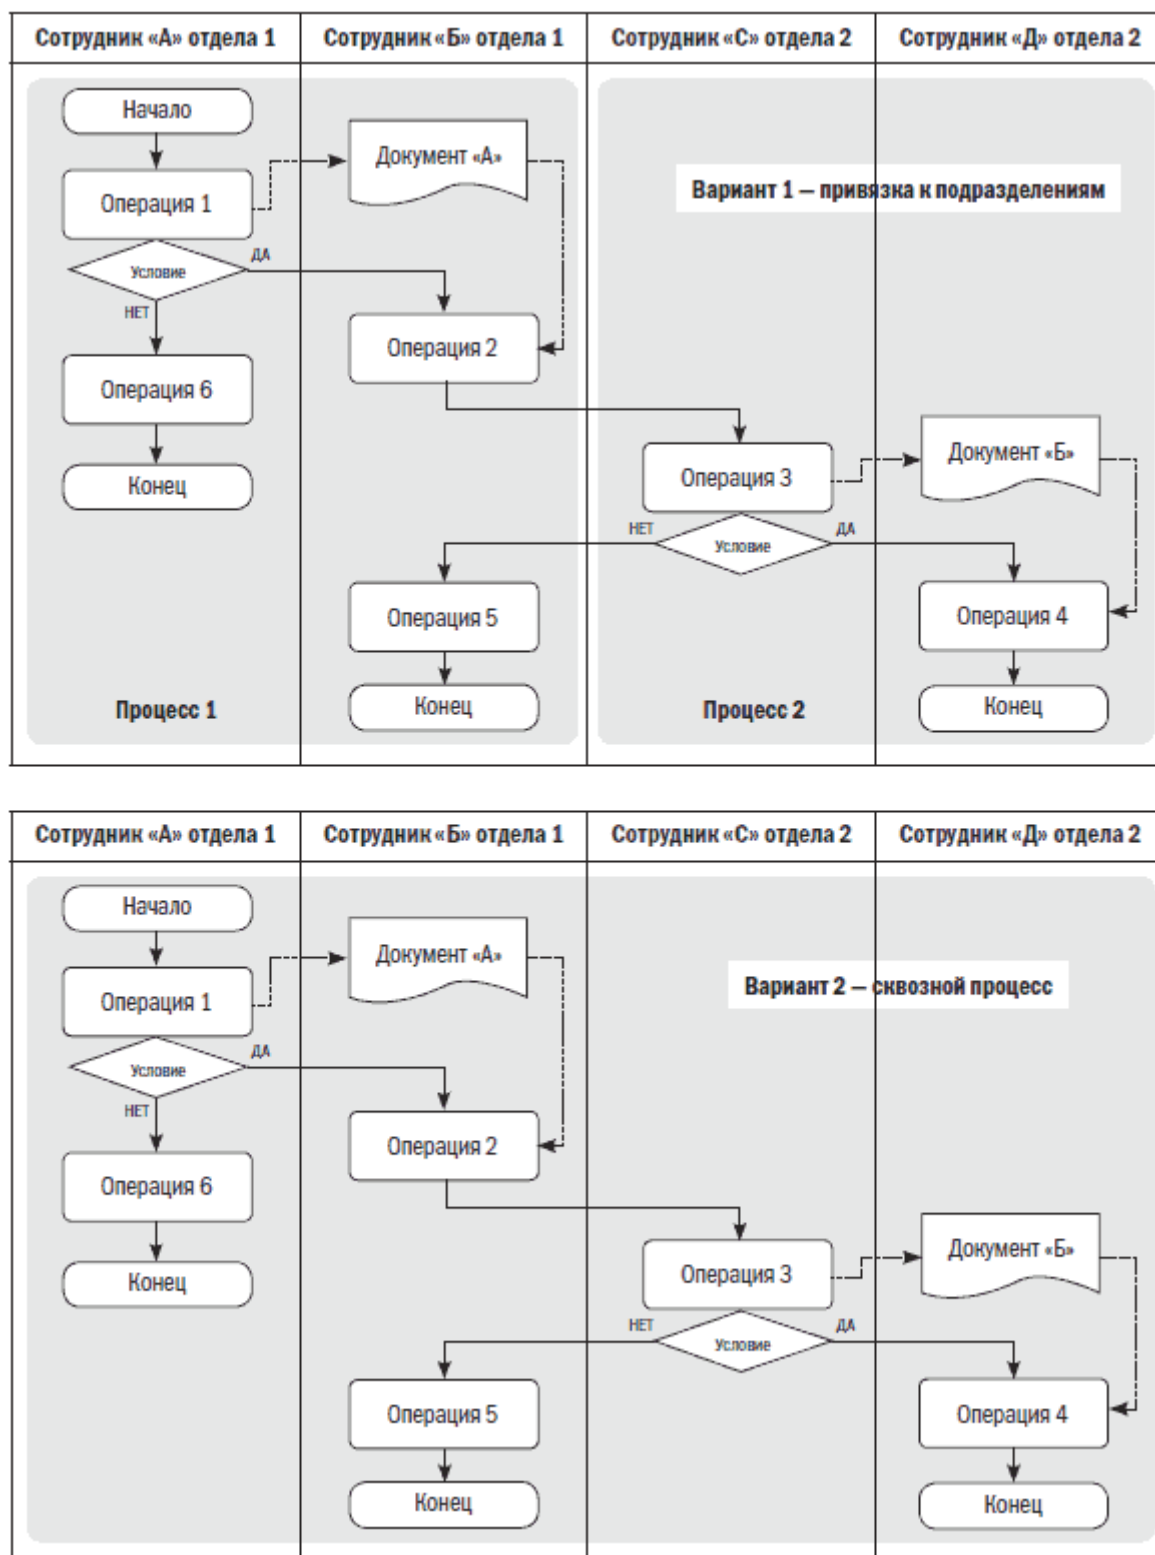 Сотрудник «А» отдела 1
Сотрудник «Б» отдела 1
Сотрудник «С» отдела 2
Сотрудник «Д» отдела 2
Начало
Документ «А»
Вариант 1 — привязка к подразделениям
Операция 1
Условие
ДА
НЕТ
Операция 2
Операция 6
Конец
Операция 3
Документ «Б»
НЕТ
Условие
ДА
Операция 5
Операция 4
Конец
Конец
Процесс 1
Процесс 2
Сотрудник «А» отдела 1
Сотрудник «Б» отдела 1
Сотрудник «С» отдела 2
Сотрудник «Д» отдела 2
Начало
Документ «А»
Вариант 2 — сквозной процесс
Операция 1
Условие
ДА
НЕТ
Операция 2
Операция 6
Конец
Операция 3
Документ «Б»
НЕТ
Условие
ДА
Операция 5
Операция 4
Конец
Конец